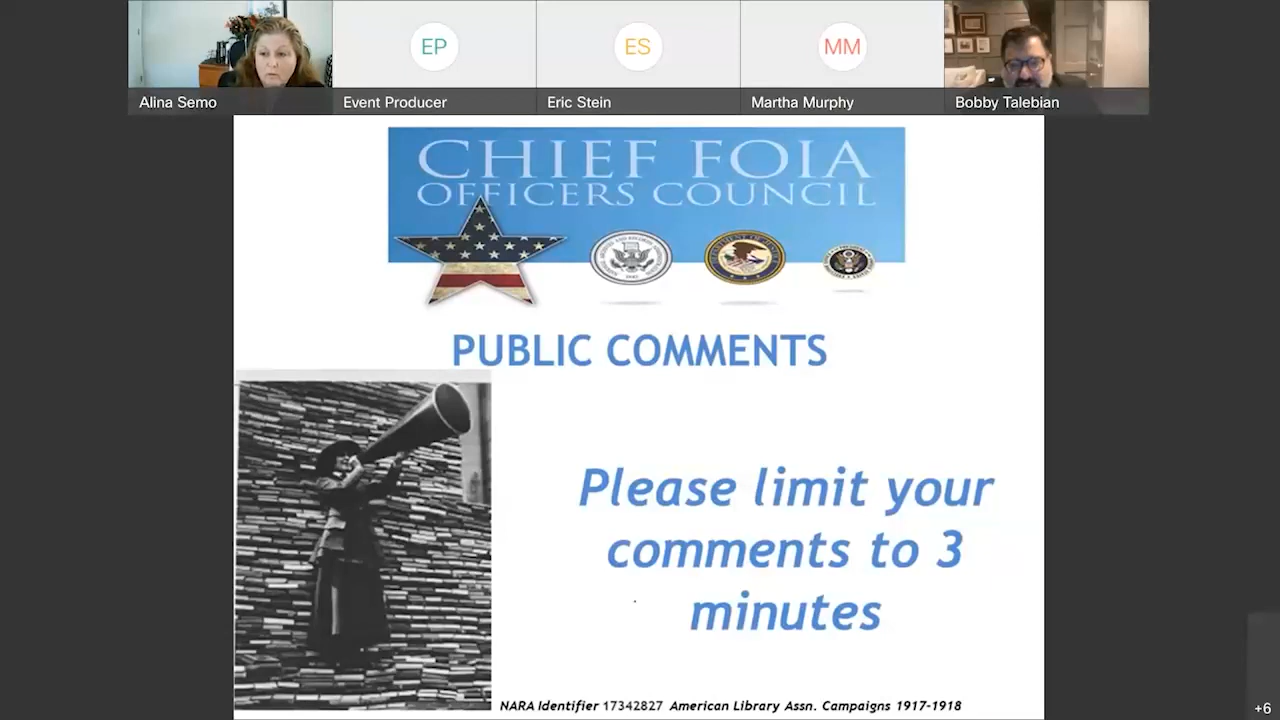 EP
ES
MM
Alina Semo
Event Producer
Eric Stein
Martha Murphy
Bobby Talebian
CHIEF FOIA
OFFICERS COUNCIL
PUBLIC COMMENTS
Please limit your
comments to 3
minutes
NARA Identifier 17342827 American Library Assn. Campaigns 1917-1918
+6